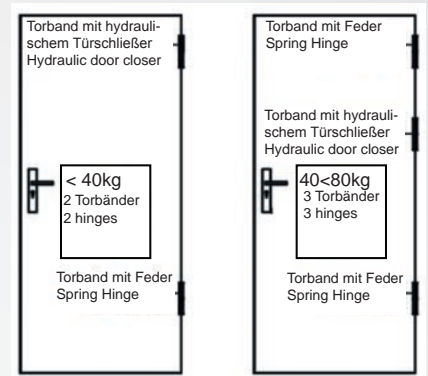 Torband mit hydrauli-
schem Türschließer
Hydraulic door closer
< 40kg
2 Torbänder
2 hinges
Torband mit Feder
Spring Hinge
Torband mit Feder
Spring Hinge
Torband mit hydrauli-
schem Türschließer
Hydraulic door closer
40<80kg
3 Torbänder
3 hinges
Torband mit Feder
Spring Hinge